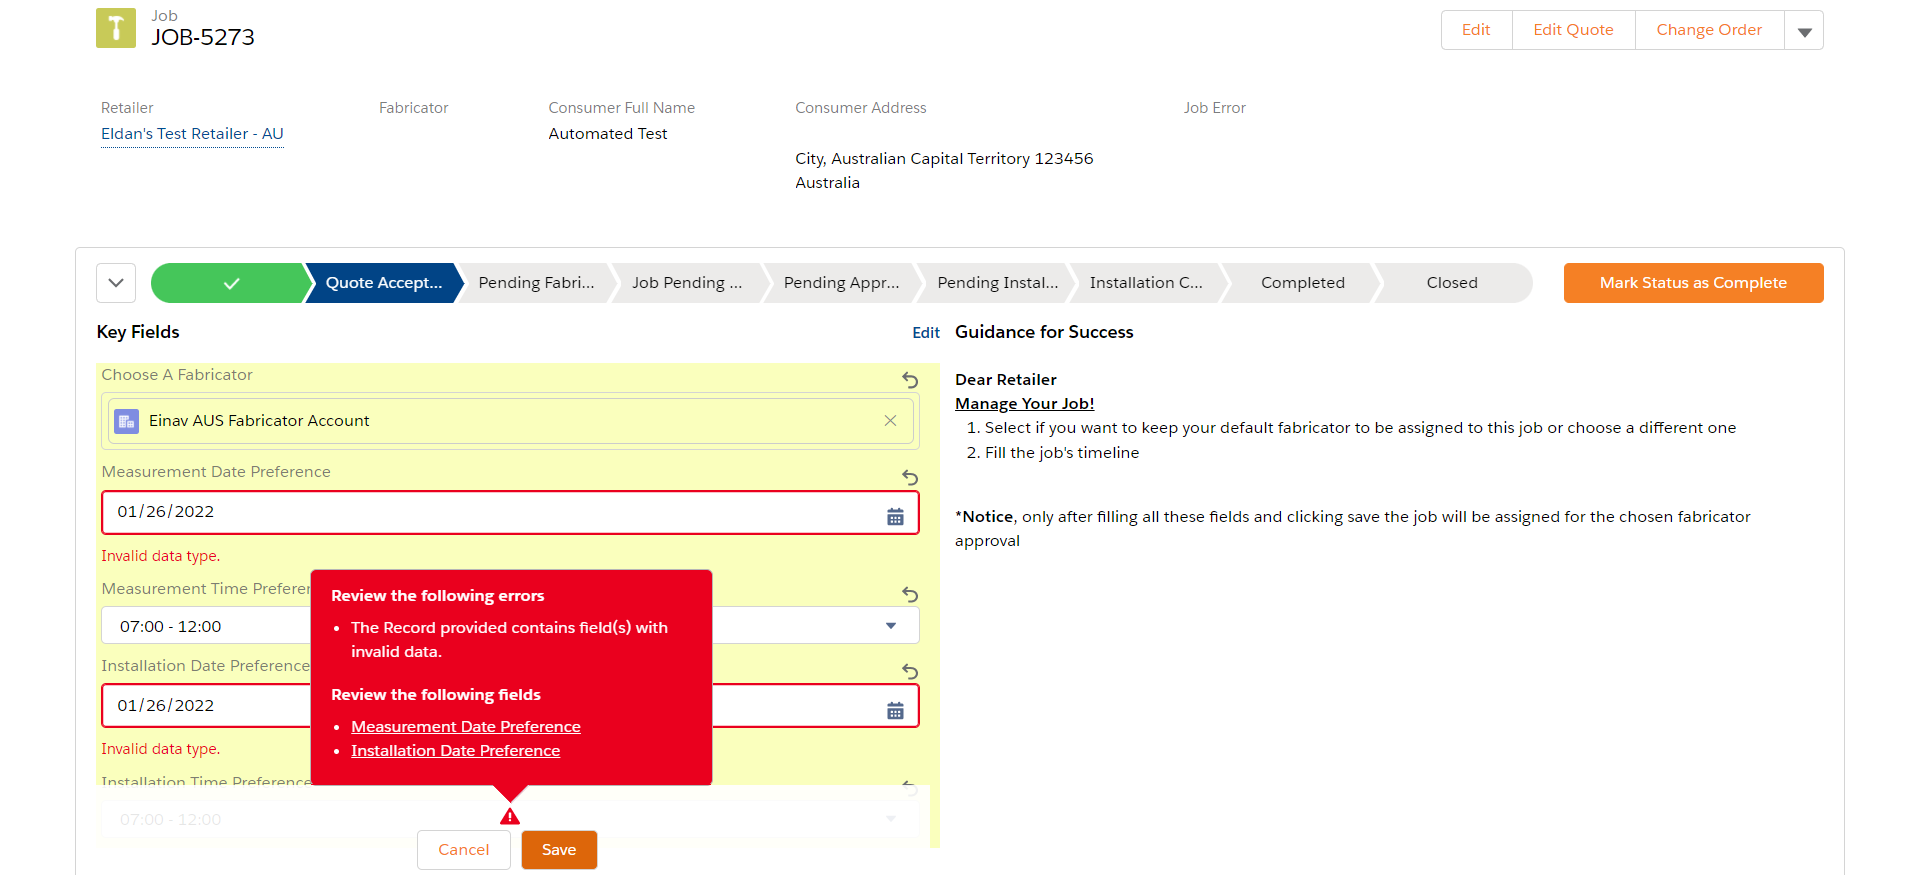 Job
JOB-5273
Edit
Edit Quote
Change Order
Retailer
Fabricator
Consumer Full Name
Consumer Address
Job Error
Eldan's Test Retailer - AU
Automated Test
City, Australian Capital Territory 123456
Australia
Quote Accept...
Pending Fabri...
Job Pending ...
Pending Appr...
Pending Instal...
Installation C...
Completed
Closed
Mark Status as Complete
Key Fields
Edit
Choose A Fabricator
Einav AUS Fabricator Account
Measurement Date Preference
01/26/2022
Invalid data type.
Measurement Time Prefere
07:00 - 12:00
Installation Date Preference
01/26/2022
Invalid data type.
Installation Time Preference
07:00 - 12:00
Review the following errors
• The Record provided contains field(s) with
invalid data.
Review the following fields
• Measurement Date Preference
• Installation Date Preference
Cancel
Save
Guidance for Success
Dear Retailer
Manage Your Job!
1. Select if you want to keep your default fabricator to be assigned to this job or choose a different one
2. Fill the job's timeline
*Notice, only after filling all these fields and clicking save the job will be assigned for the chosen fabricator
approval